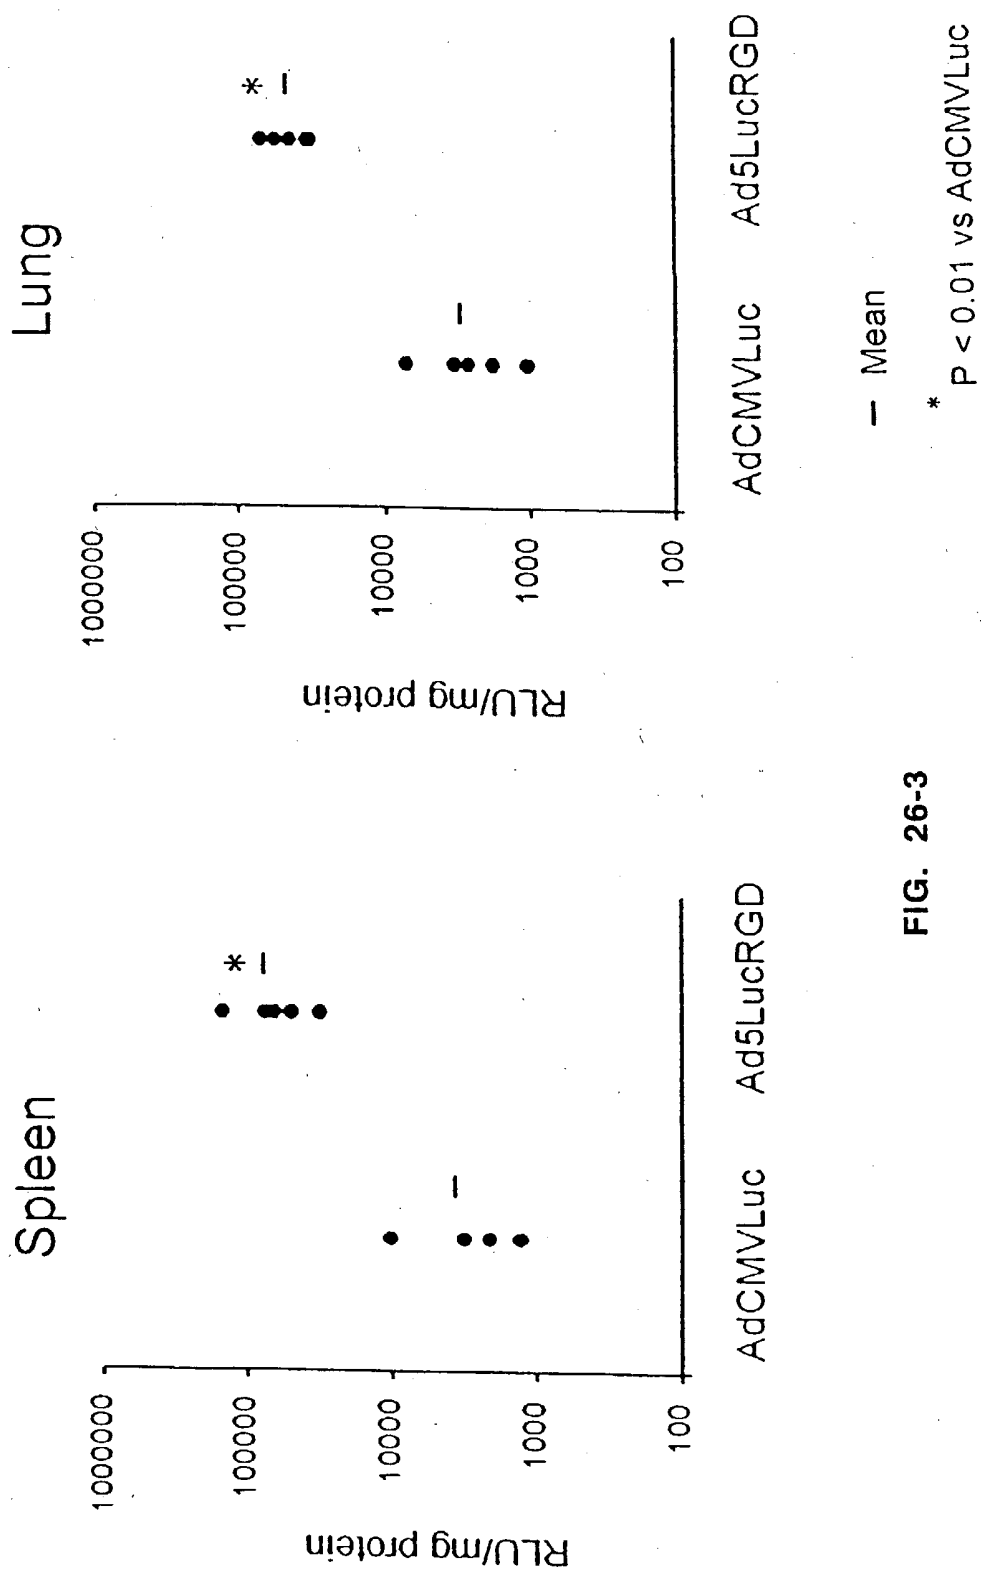 Spleen
RLU/mg protein
1000000
100000
10000
1000
100
AdCMVLuc
Ad5LucRGD
Lung
RLU/mg protein
1000000
100000
10000
1000
100
AdCMVLuc
Ad5LucRGD
– Mean
* P < 0.01 vs AdCMVLuc
FIG. 26-3